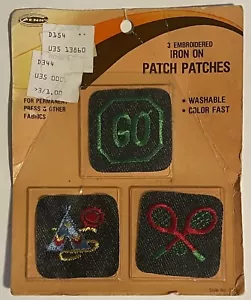 PENN
D154
U35 13860
D344
U35 000
3/1.00
3 EMBROIDERED
IRON ON
PATCH PATCHES
FOR PERMANENT
PRESS & OTHER
FABRICS
• WASHABLE
• COLOR FAST
GO